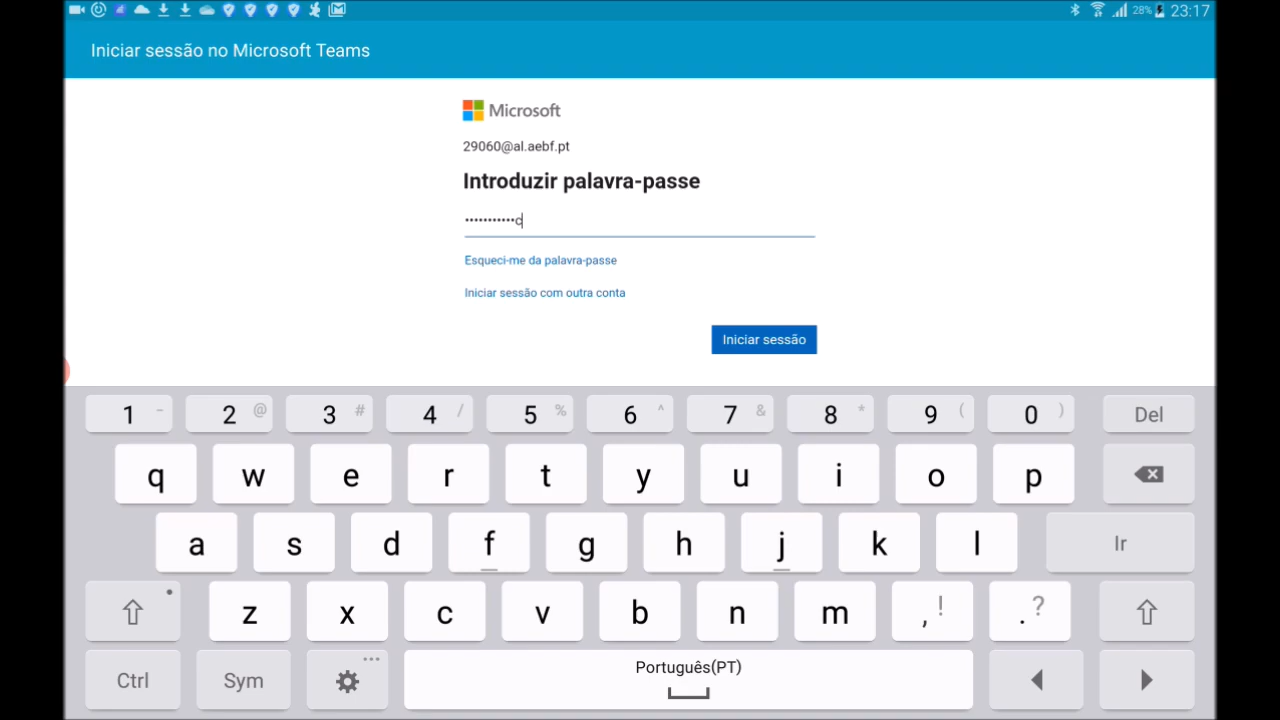 28% 23:17
Iniciar sessão no Microsoft Teams
Microsoft
29060@al.aebf.pt
Introduzir palavra-passe
•••••••••••c
Esqueci-me da palavra-passe
Iniciar sessão com outra conta
Iniciar sessão
1 - 2 @ 3 # 4 / 5 % 6 ^ 7 & 8 * 9 ( 0 ) Del
q w e r t y u i o p
a s d f g h j k l Ir
z x c v b n m , ! . ?
Ctrl Sym Português(PT)